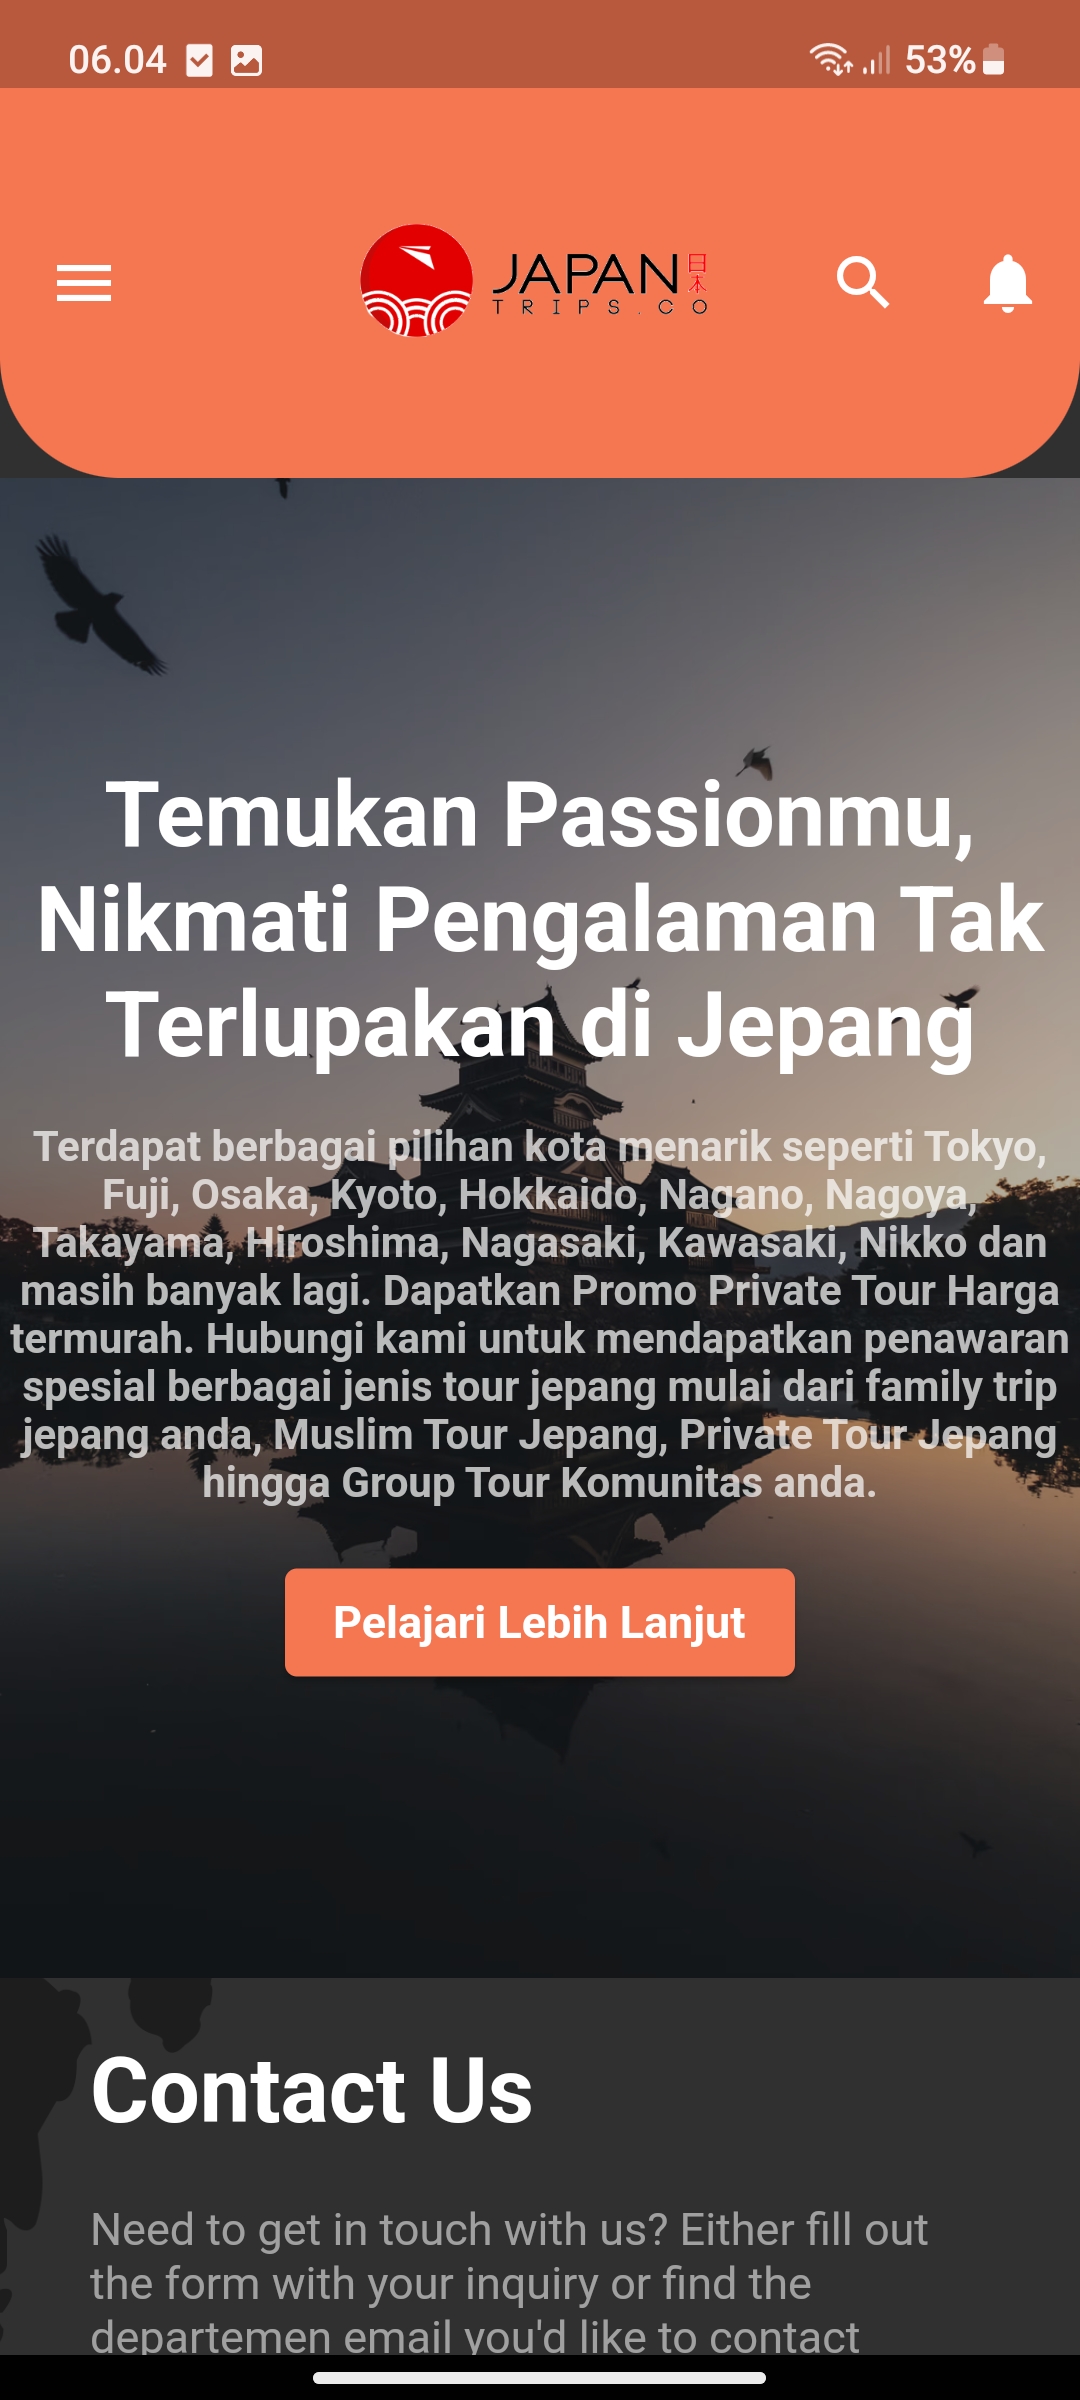 06.04
53%
JAPAN 日本
TRIPS.CO
Temukan Passionmu,
Nikmati Pengalaman Tak
Terlupakan di Jepang
Terdapat berbagai pilihan kota menarik seperti Tokyo,
Fuji, Osaka, Kyoto, Hokkaido, Nagano, Nagoya,
Takayama, Hiroshima, Nagasaki, Kawasaki, Nikko dan
masih banyak lagi. Dapatkan Promo Private Tour Harga
termurah. Hubungi kami untuk mendapatkan penawaran
spesial berbagai jenis tour jepang mulai dari family trip
jepang anda, Muslim Tour Jepang, Private Tour Jepang
hingga Group Tour Komunitas anda.
Pelajari Lebih Lanjut
Contact Us
Need to get in touch with us? Either fill out
the form with your inquiry or find the
departemen email you'd like to contact